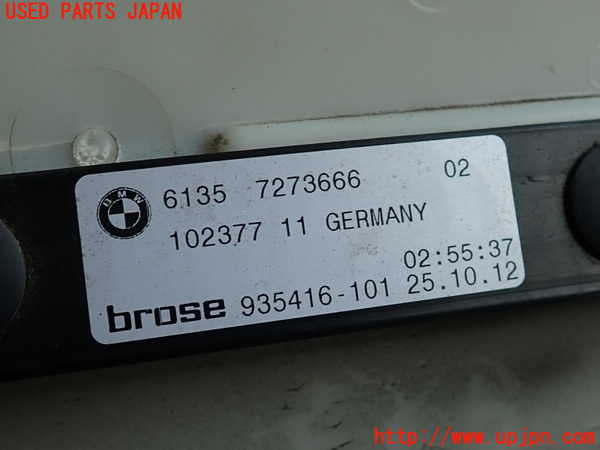 USED PARTS JAPAN
BMW
6135 7273666 02
102377 11 GERMANY
02:55:37
brose 935416-101 25.10.12
http://www.upjpn.com/